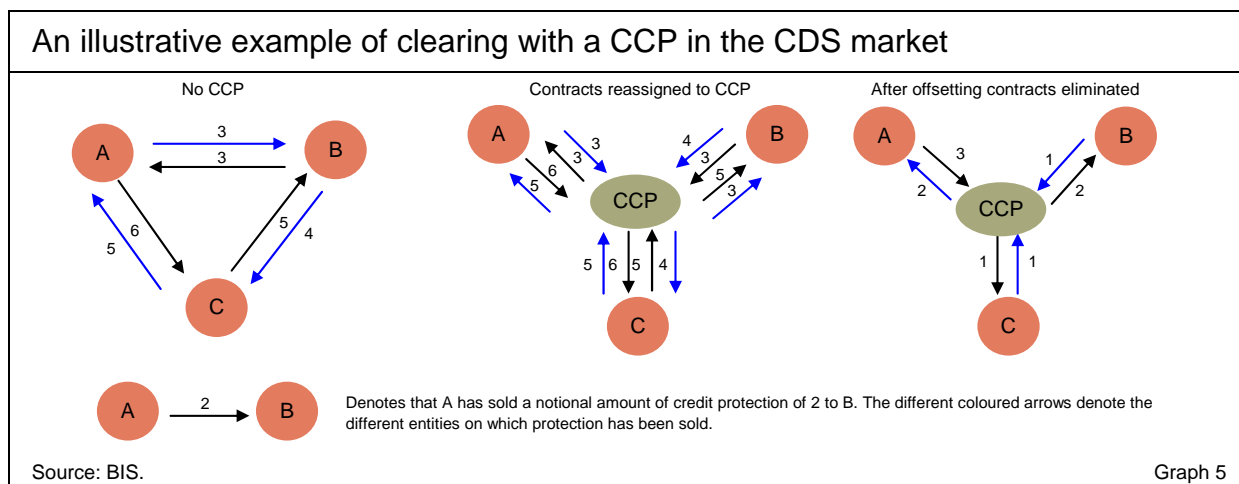 An illustrative example of clearing with a CCP in the CDS market
No CCP
Contracts reassigned to CCP
After offsetting contracts eliminated
A
3
B
3
6
5
5
4
C
A
3
3
6
5
4
B
3
5
3
CCP
5
6
5
4
C
A
3
2
1
B
2
CCP
1
1
C
A
2
B
Denotes that A has sold a notional amount of credit protection of 2 to B. The different coloured arrows denote the
different entities on which protection has been sold.
Source: BIS.
Graph 5